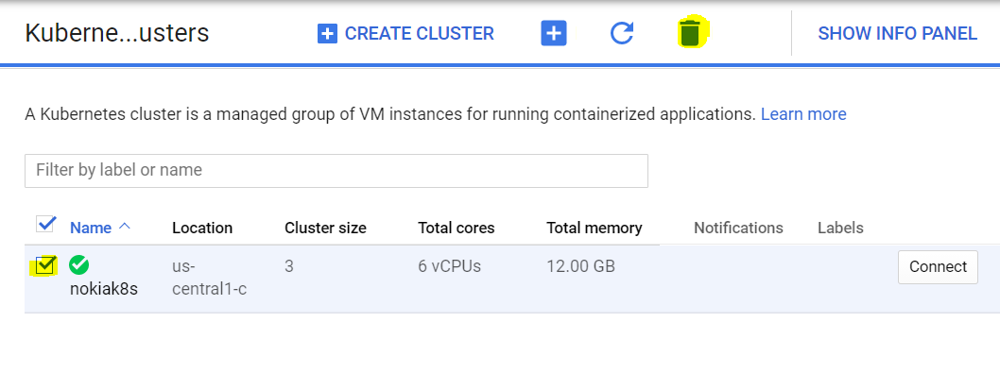 Kuberne...usters CREATE CLUSTER SHOW INFO PANEL
A Kubernetes cluster is a managed group of VM instances for running containerized applications. Learn more
Filter by label or name
Name Location Cluster size Total cores Total memory Notifications Labels
nokiak8s us-central1-c 3 6 vCPUs 12.00 GB Connect